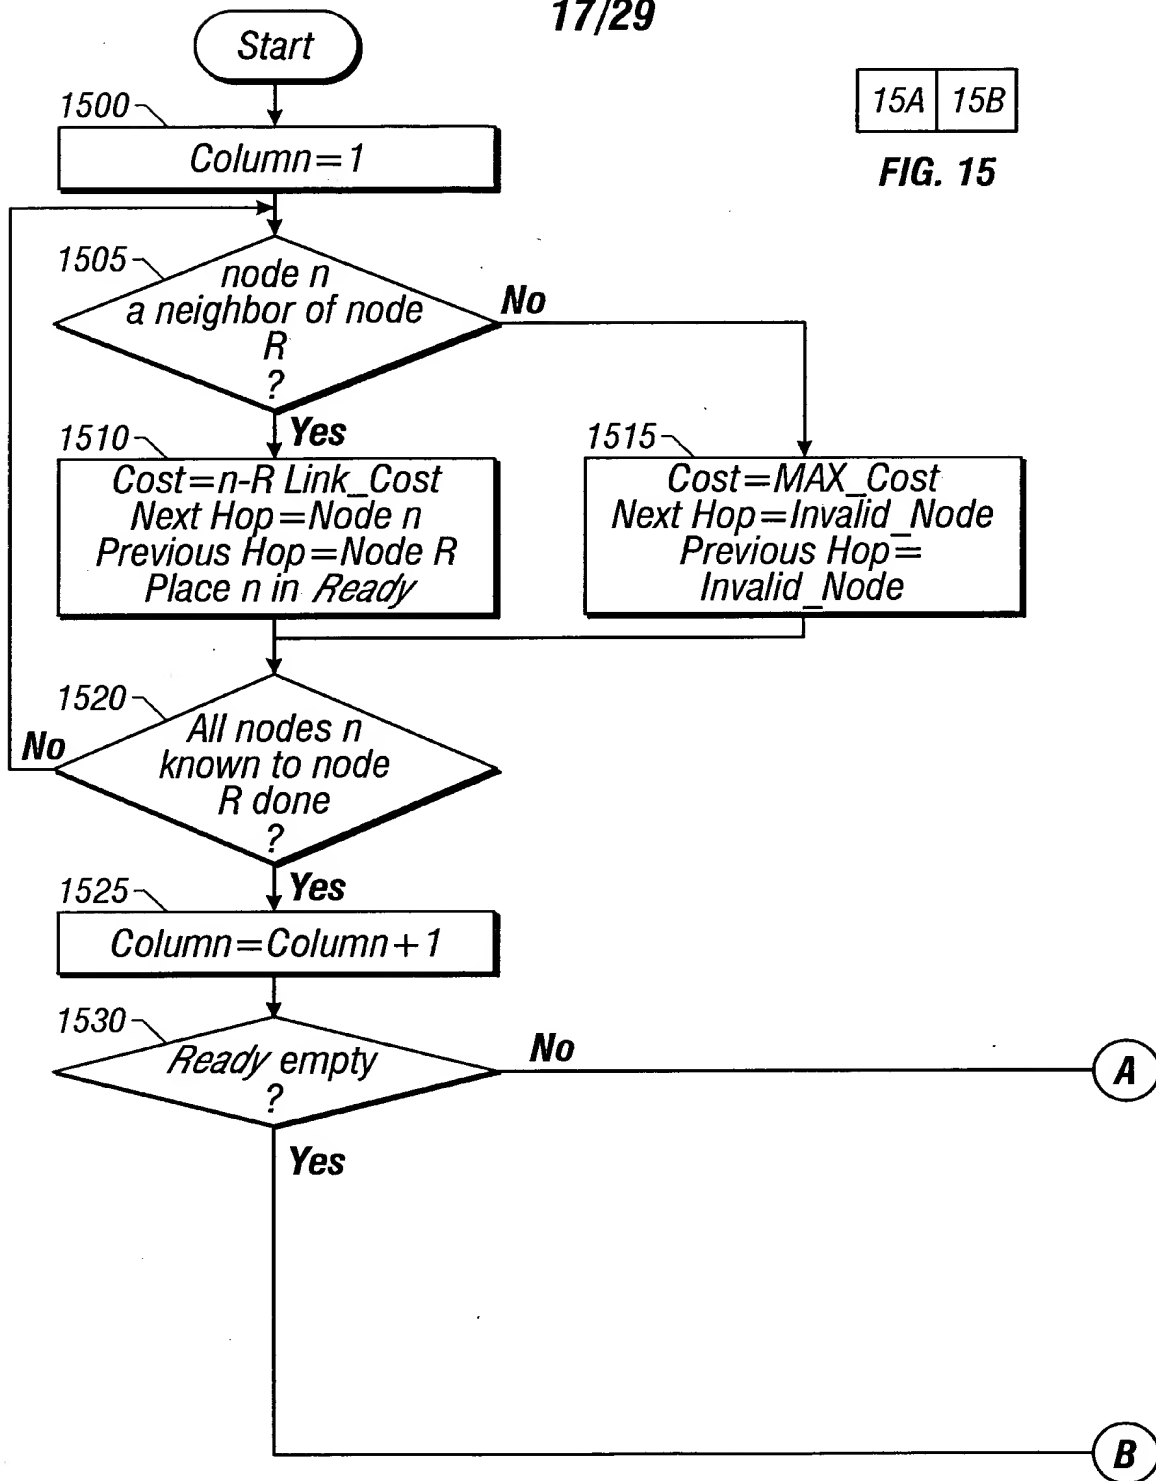 17/29
Start
15A 15B
FIG. 15
1500
Column=1
1505
node n
a neighbor of node
R
?
No
Yes
1510
Cost=n-R Link_Cost
Next Hop=Node n
Previous Hop=Node R
Place n in Ready
1515
Cost=MAX_Cost
Next Hop=Invalid_Node
Previous Hop=
Invalid_Node
1520
All nodes n
known to node
R done
?
No
Yes
1525
Column=Column+1
1530
Ready empty
?
No
A
Yes
B